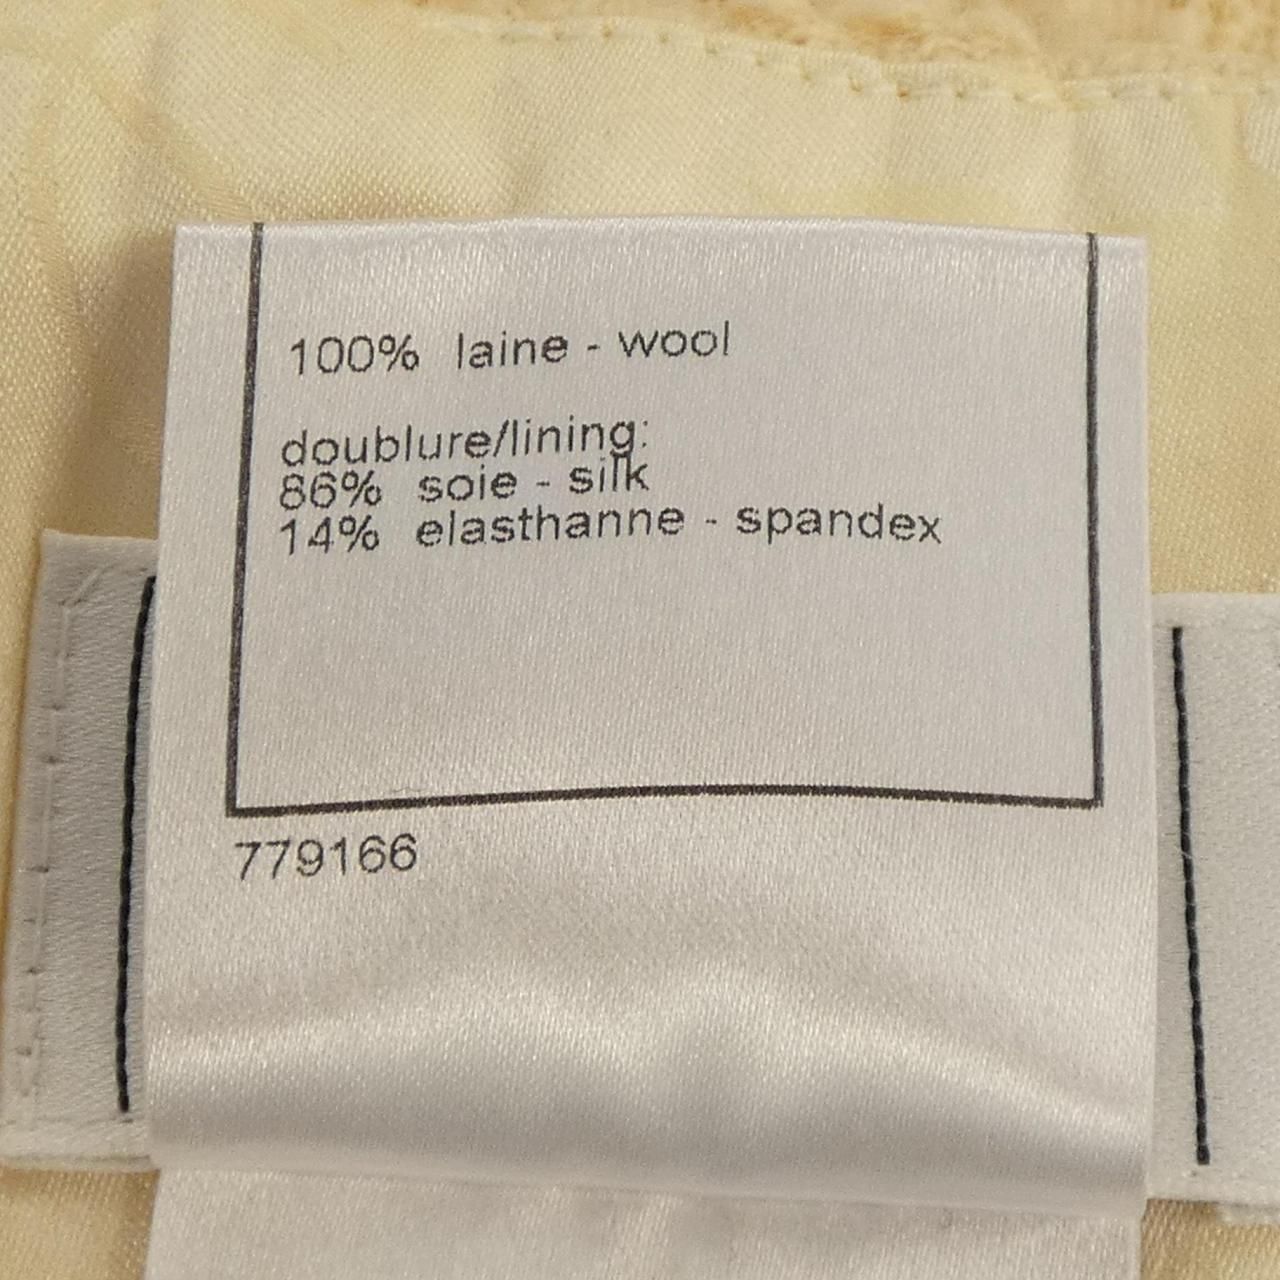 100% laine - wool
doublure/lining:
86% soie - silk
14% elasthanne - spandex
779166